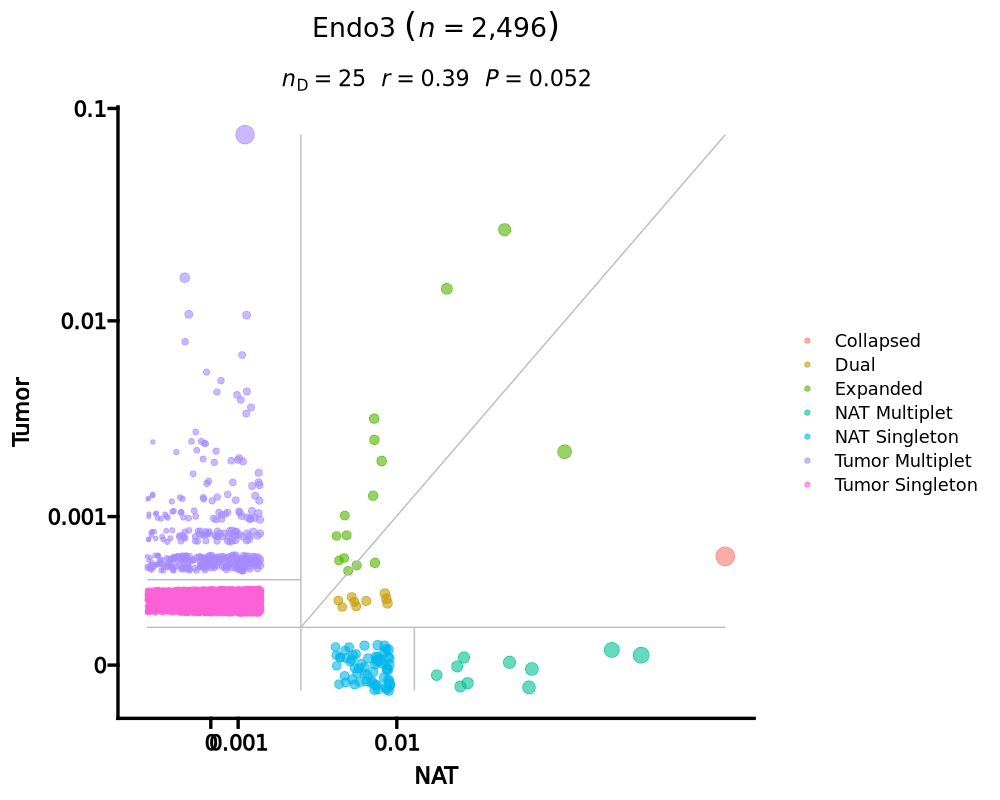 Endo3 (n = 2,496)
n_D = 25 r = 0.39 P = 0.052
0.1
0.01
0.001
0
Tumor
0
0.001
0.01
NAT
Collapsed
Dual
Expanded
NAT Multiplet
NAT Singleton
Tumor Multiplet
Tumor Singleton